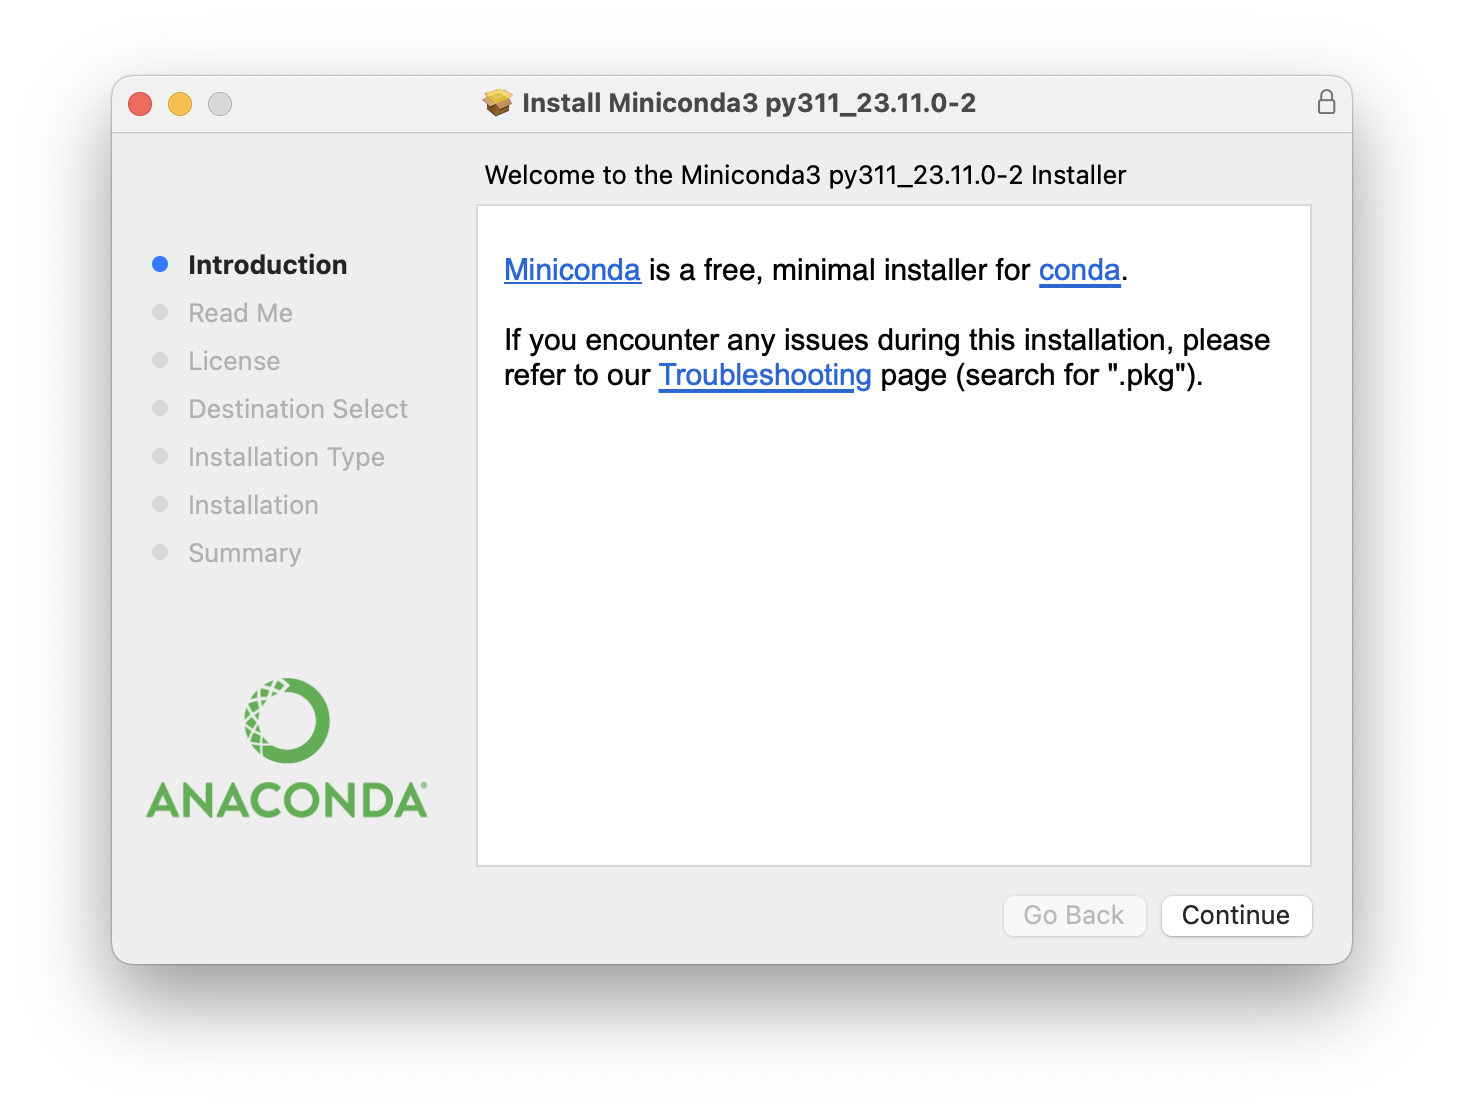 Install Miniconda3 py311_23.11.0-2
Welcome to the Miniconda3 py311_23.11.0-2 Installer
Introduction
Read Me
License
Destination Select
Installation Type
Installation
Summary
ANACONDA®
Miniconda is a free, minimal installer for conda.
If you encounter any issues during this installation, please
refer to our Troubleshooting page (search for ".pkg").
Go Back
Continue